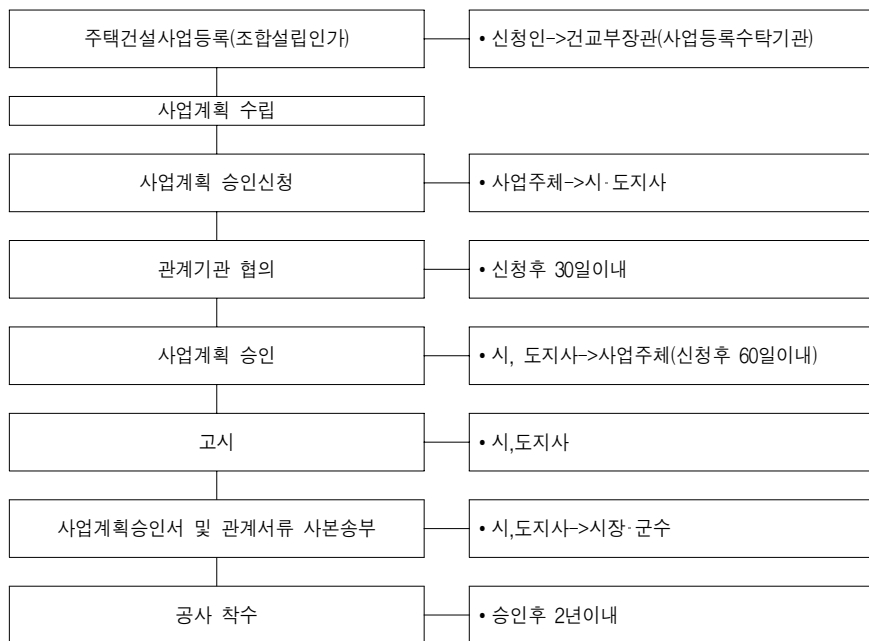 주택건설사업등록(조합설립인가)
• 신청인->건교부장관(사업등록수탁기관)
사업계획 수립
사업계획 승인신청
• 사업주체->시·도지사
관계기관 협의
• 신청후 30일이내
사업계획 승인
• 시, 도지사->사업주체(신청후 60일이내)
고시
• 시,도지사
사업계획승인서 및 관계서류 사본송부
• 시,도지사->시장·군수
공사 착수
• 승인후 2년이내